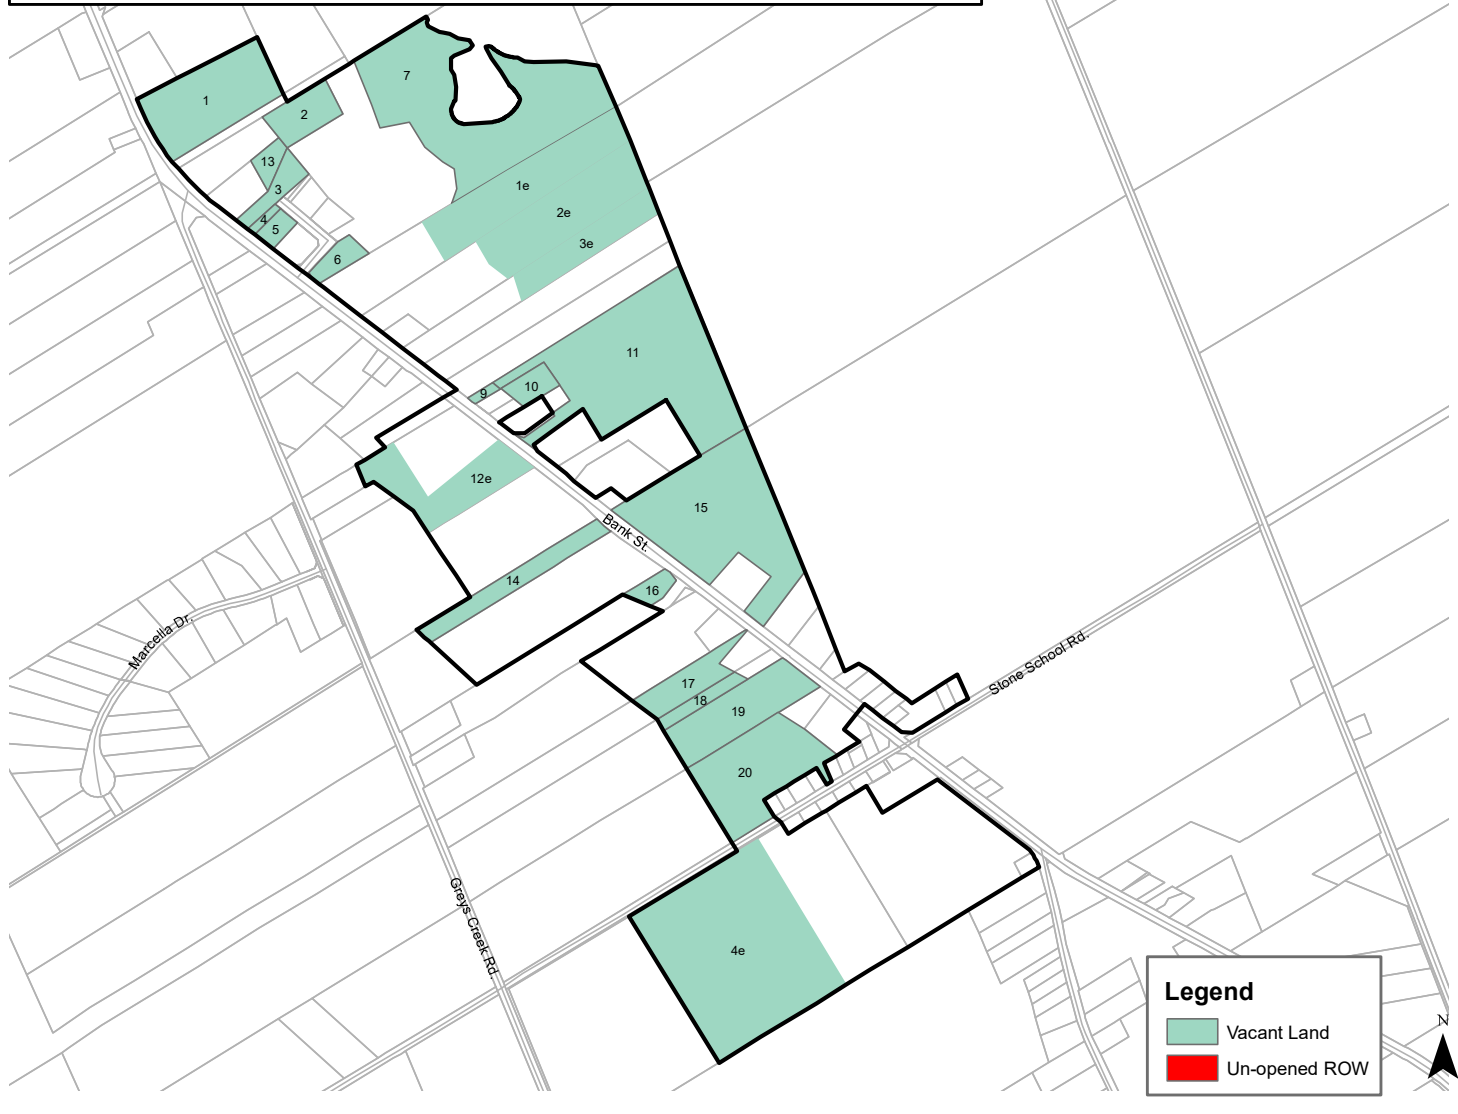 7
1
2
13
3
4
5
6
1e
2e
3e
11
9
10
12e
15
Bank St.
14
16
Marcella Dr.
Stone School Rd.
17
18
19
20
Greys Creek Rd.
4e
Legend
Vacant Land
Un-opened ROW
N